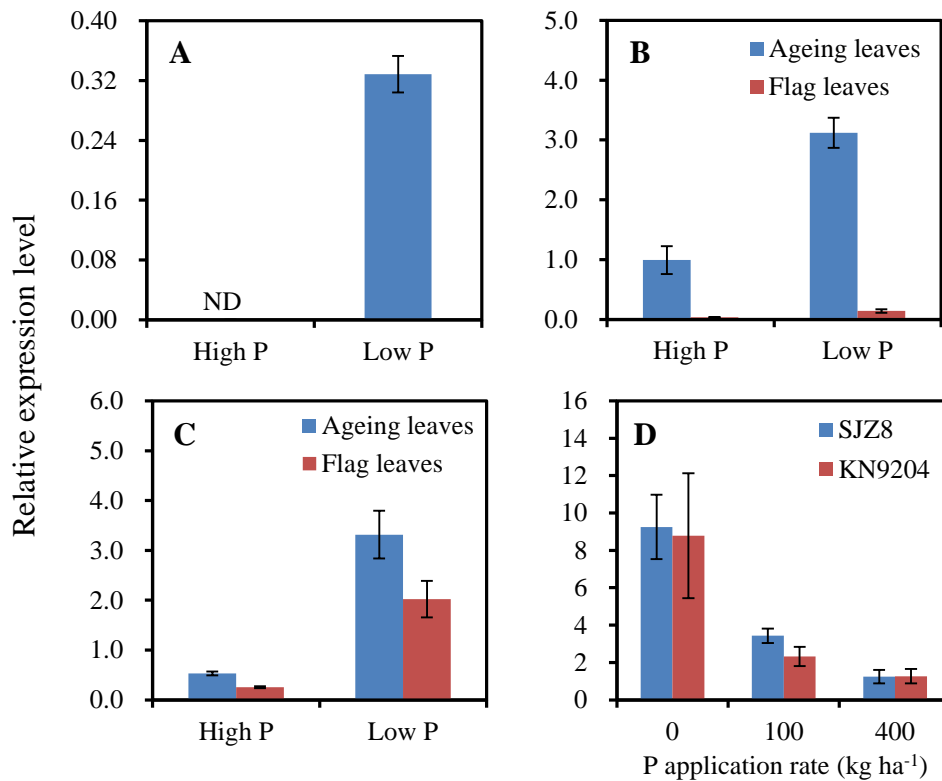 Relative expression level
A
0.40
0.32
0.24
0.16
0.08
0.00
ND
High P Low P
B
Ageing leaves
Flag leaves
5.0
4.0
3.0
2.0
1.0
0.0
High P Low P
C
Ageing leaves
Flag leaves
6.0
5.0
4.0
3.0
2.0
1.0
0.0
High P Low P
D
SJZ8
KN9204
16
14
12
10
8
6
4
2
0
0 100 400
P application rate (kg ha⁻¹)